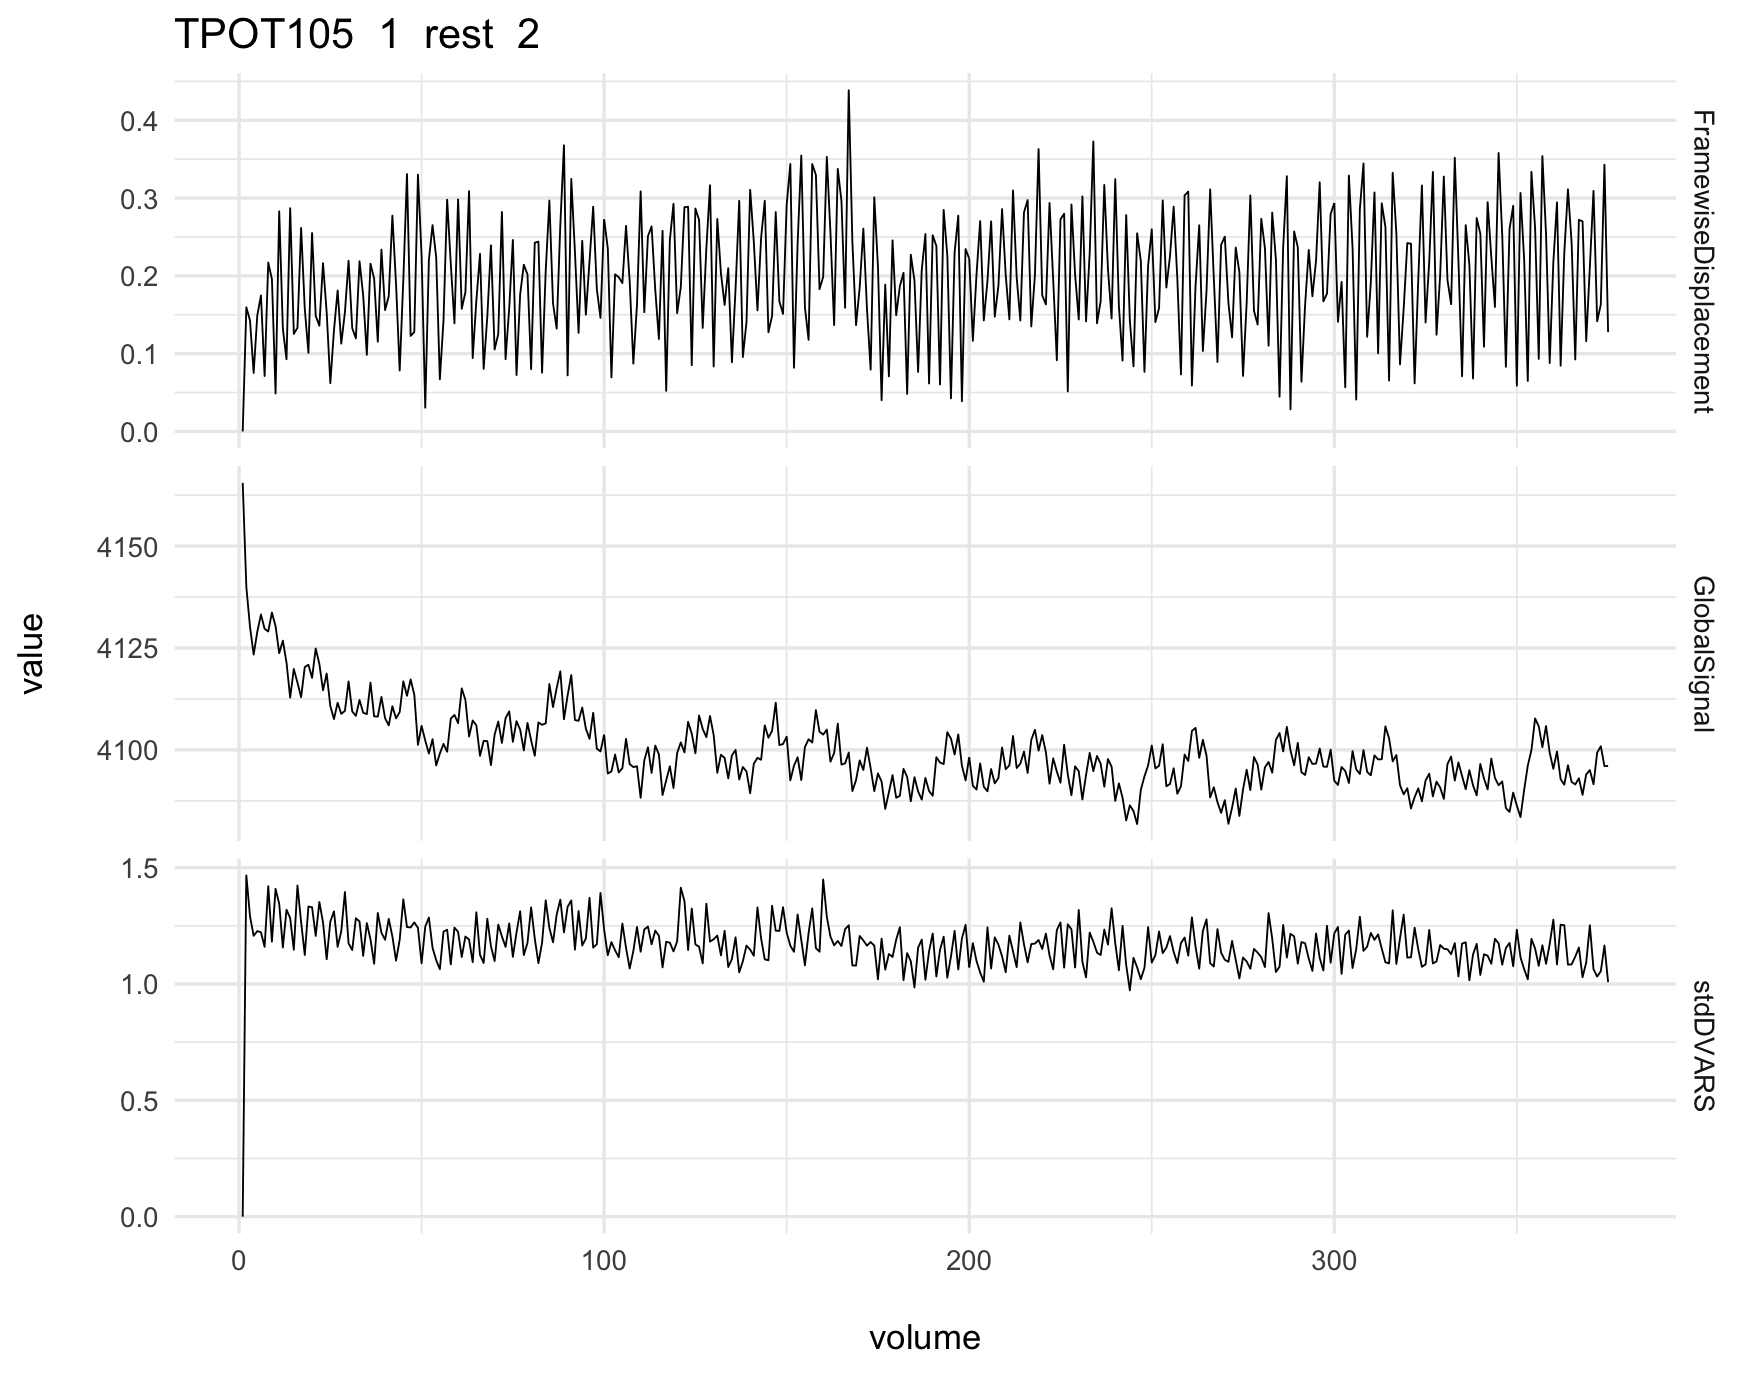 TPOT105 1 rest 2
0.4
0.3
0.2
0.1
0.0
FramewiseDisplacement
4150
4125
4100
GlobalSignal
value
1.5
1.0
0.5
0.0
stdDVARS
0 100 200 300
volume